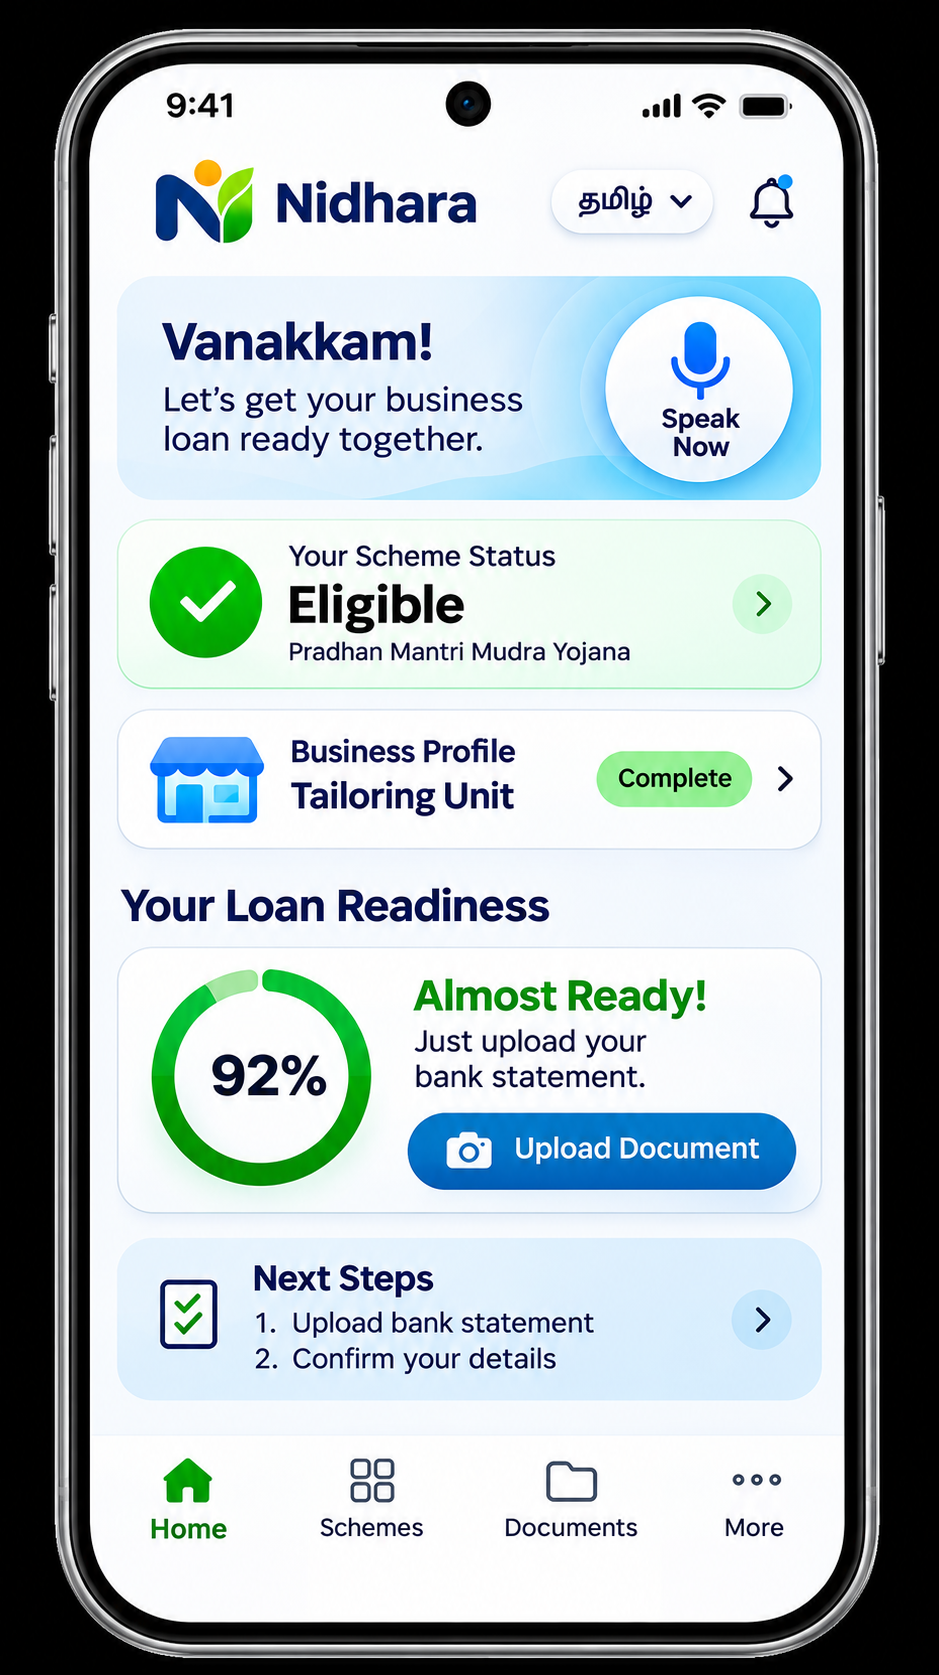 9:41
Nidhara
தமிழ்
Vanakkam!
Let's get your business
loan ready together.
Speak
Now
Your Scheme Status
Eligible
Pradhan Mantri Mudra Yojana
Business Profile
Tailoring Unit
Complete
Your Loan Readiness
92%
Almost Ready!
Just upload your
bank statement.
Upload Document
Next Steps
1. Upload bank statement
2. Confirm your details
Home
Schemes
Documents
More